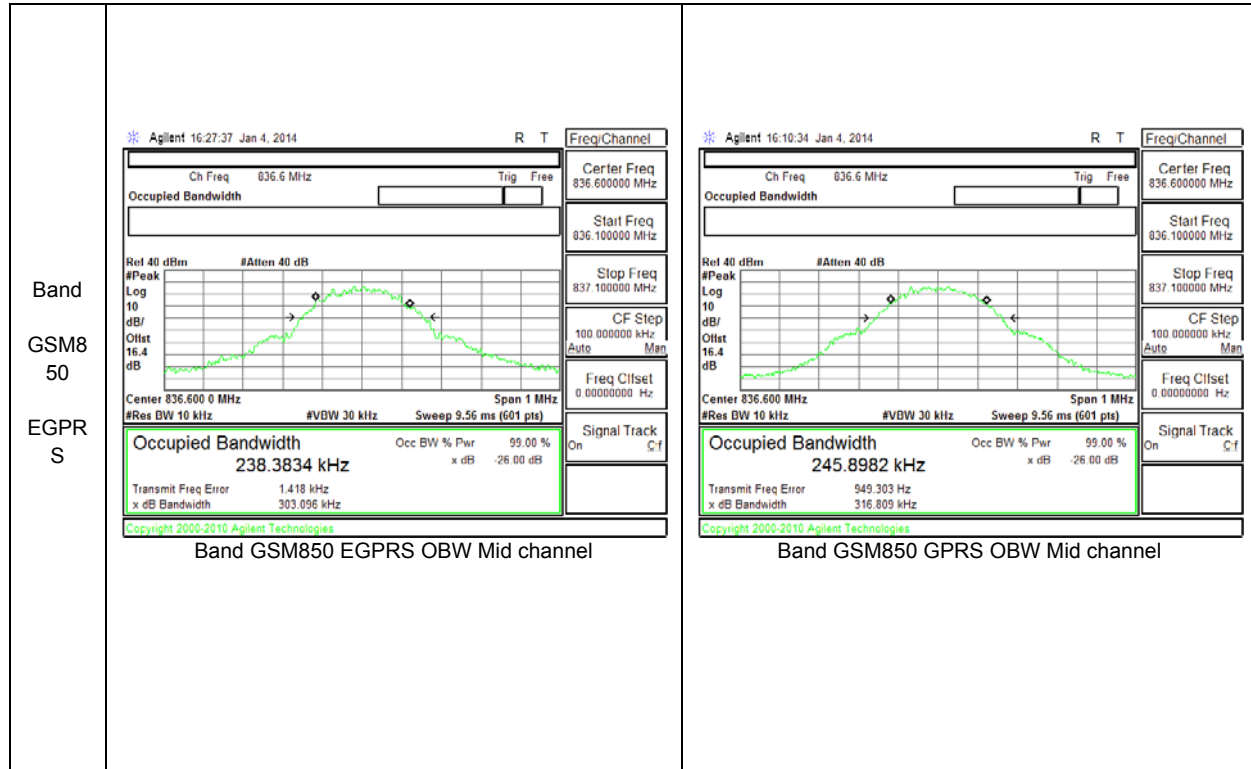 Band
GSM8
50
EGPR
S
Agilent 16:27:37 Jan 4, 2014 R T
Freq/Channel
Ch Freq 836.6 MHz Trig Free
Occupied Bandwidth
Center Freq
836.600000 MHz
Start Freq
836.100000 MHz
Stop Freq
837.100000 MHz
CF Step
100.000000 kHz
Auto Man
Freq Offset
0.00000000 Hz
Signal Track
On Off
Ref 40 dBm #Atten 40 dB
#Peak
Log
10
dB/
Offst
16.4
dB
Center 836.600 0 MHz Span 1 MHz
#Res BW 10 kHz #VBW 30 kHz Sweep 9.56 ms (601 pts)
Occupied Bandwidth Occ BW % Pwr 99.00 %
238.3834 kHz x dB -26.00 dB
Transmit Freq Error 1.418 kHz
x dB Bandwidth 303.096 kHz
Copyright 2000-2010 Agilent Technologies
Band GSM850 EGPRS OBW Mid channel
Agilent 16:10:34 Jan 4, 2014 R T
Freq/Channel
Ch Freq 836.6 MHz Trig Free
Occupied Bandwidth
Center Freq
836.600000 MHz
Start Freq
836.100000 MHz
Stop Freq
837.100000 MHz
CF Step
100.000000 kHz
Auto Man
Freq Offset
0.00000000 Hz
Signal Track
On Off
Ref 40 dBm #Atten 40 dB
#Peak
Log
10
dB/
Offst
16.4
dB
Center 836.600 0 MHz Span 1 MHz
#Res BW 10 kHz #VBW 30 kHz Sweep 9.56 ms (601 pts)
Occupied Bandwidth Occ BW % Pwr 99.00 %
245.8982 kHz x dB -26.00 dB
Transmit Freq Error 949.303 Hz
x dB Bandwidth 316.809 kHz
Copyright 2000-2010 Agilent Technologies
Band GSM850 GPRS OBW Mid channel